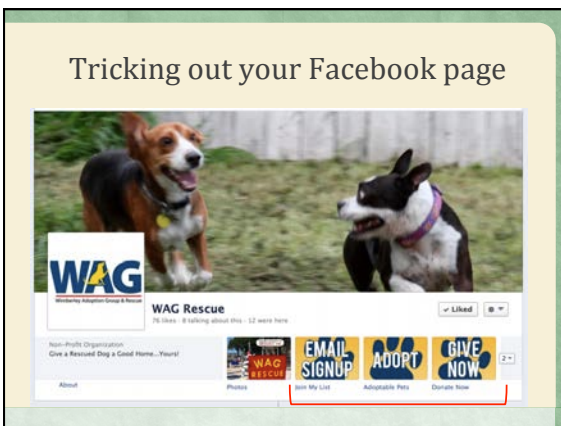 Tricking out your Facebook page
WAG
Wimberley Adoption Group & Rescue
WAG Rescue
76 likes · 8 talking about this · 12 were here
✓ Liked
Non-Profit Organization
Give a Rescued Dog a Good Home...Yours!
About
WAG
RESCUE
Photos
EMAIL
SIGNUP
Join My List
ADOPT
Adoptable Pets
GIVE
NOW
Donate Now
2